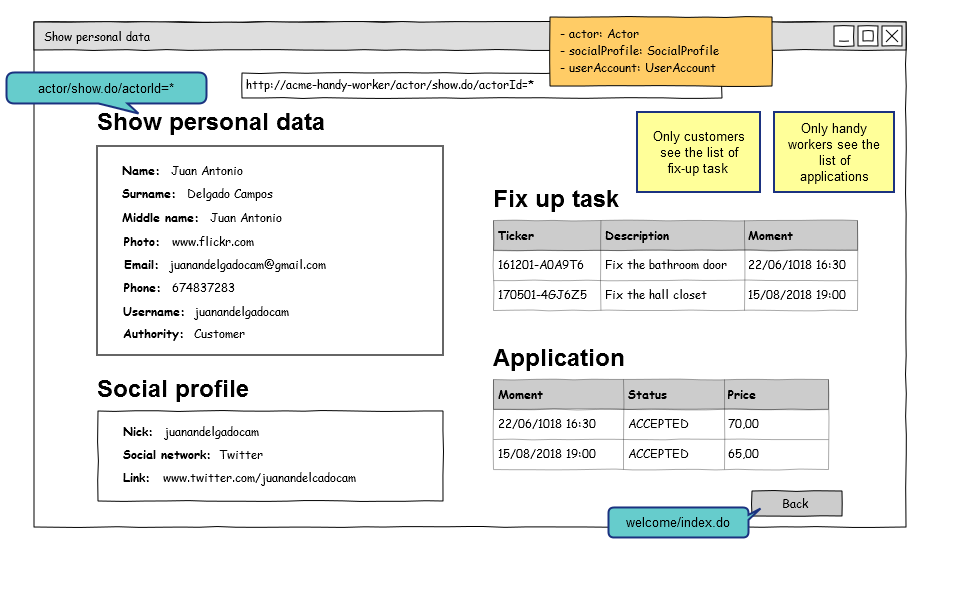 Show personal data
- actor: Actor
- socialProfile: SocialProfile
- userAccount: UserAccount
actor/show.do/actorId=*
http://acme-handy-worker/actor/show.do/actorId=*
Show personal data
Only customers
see the list of
fix-up task
Only handy
workers see the
list of
applications
Name: Juan Antonio
Surname: Delgado Campos
Middle name: Juan Antonio
Photo: www.flickr.com
Email: juanandelgadocam@gmail.com
Phone: 674837283
Username: juanandelgadocam
Authority: Customer
Fix up task
Ticker Description Moment
161201-A0A9T6 Fix the bathroom door 22/06/1018 16:30
170501-4GJ6Z5 Fix the hall closet 15/08/2018 19:00
Social profile
Nick: juanandelgadocam
Social network: Twitter
Link: www.twitter.com/juanandelcadocam
Application
Moment Status Price
22/06/1018 16:30 ACCEPTED 70,00
15/08/2018 19:00 ACCEPTED 65,00
Back
welcome/index.do